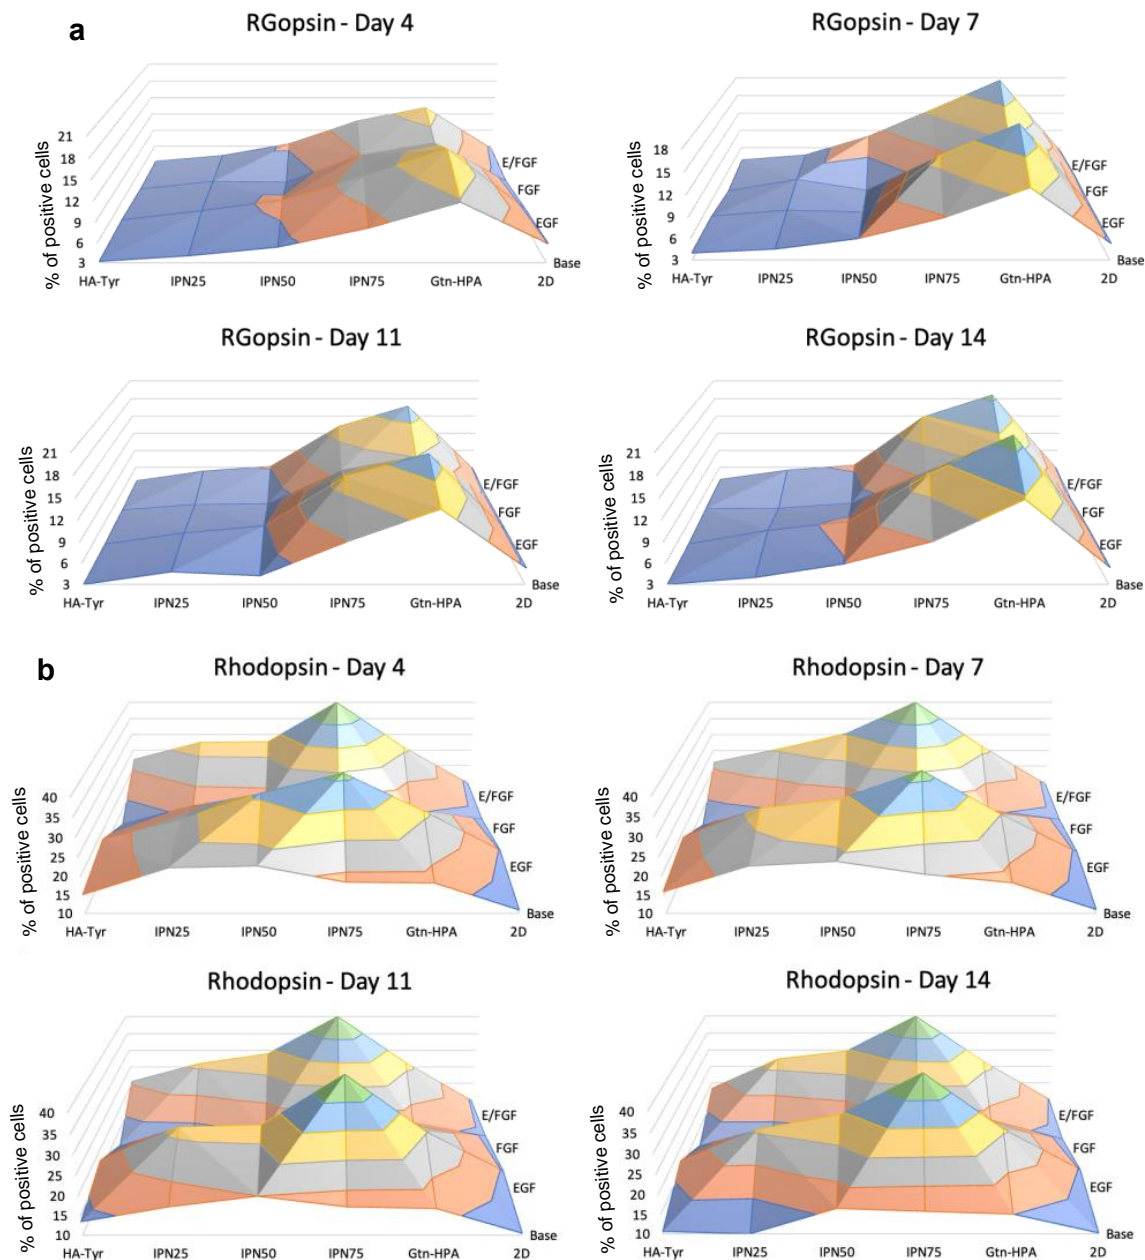 a
RGopsin - Day 4
% of positive cells
21
18
15
12
9
6
3
HA-Tyr IPN25 IPN50 IPN75 Gtn-HPA 2D
E/FGF
FGF
EGF
Base
RGopsin - Day 7
% of positive cells
18
15
12
9
6
3
HA-Tyr IPN25 IPN50 IPN75 Gtn-HPA 2D
E/FGF
FGF
EGF
Base
RGopsin - Day 11
% of positive cells
21
18
15
12
9
6
3
HA-Tyr IPN25 IPN50 IPN75 Gtn-HPA 2D
E/FGF
FGF
EGF
Base
RGopsin - Day 14
% of positive cells
21
18
15
12
9
6
3
HA-Tyr IPN25 IPN50 IPN75 Gtn-HPA 2D
E/FGF
FGF
EGF
Base
b
Rhodopsin - Day 4
% of positive cells
40
35
30
25
20
15
10
HA-Tyr IPN25 IPN50 IPN75 Gtn-HPA 2D
E/FGF
FGF
EGF
Base
Rhodopsin - Day 7
% of positive cells
40
35
30
25
20
15
10
HA-Tyr IPN25 IPN50 IPN75 Gtn-HPA 2D
E/FGF
FGF
EGF
Base
Rhodopsin - Day 11
% of positive cells
40
35
30
25
20
15
10
HA-Tyr IPN25 IPN50 IPN75 Gtn-HPA 2D
E/FGF
FGF
EGF
Base
Rhodopsin - Day 14
% of positive cells
40
35
30
25
20
15
10
HA-Tyr IPN25 IPN50 IPN75 Gtn-HPA 2D
E/FGF
FGF
EGF
Base